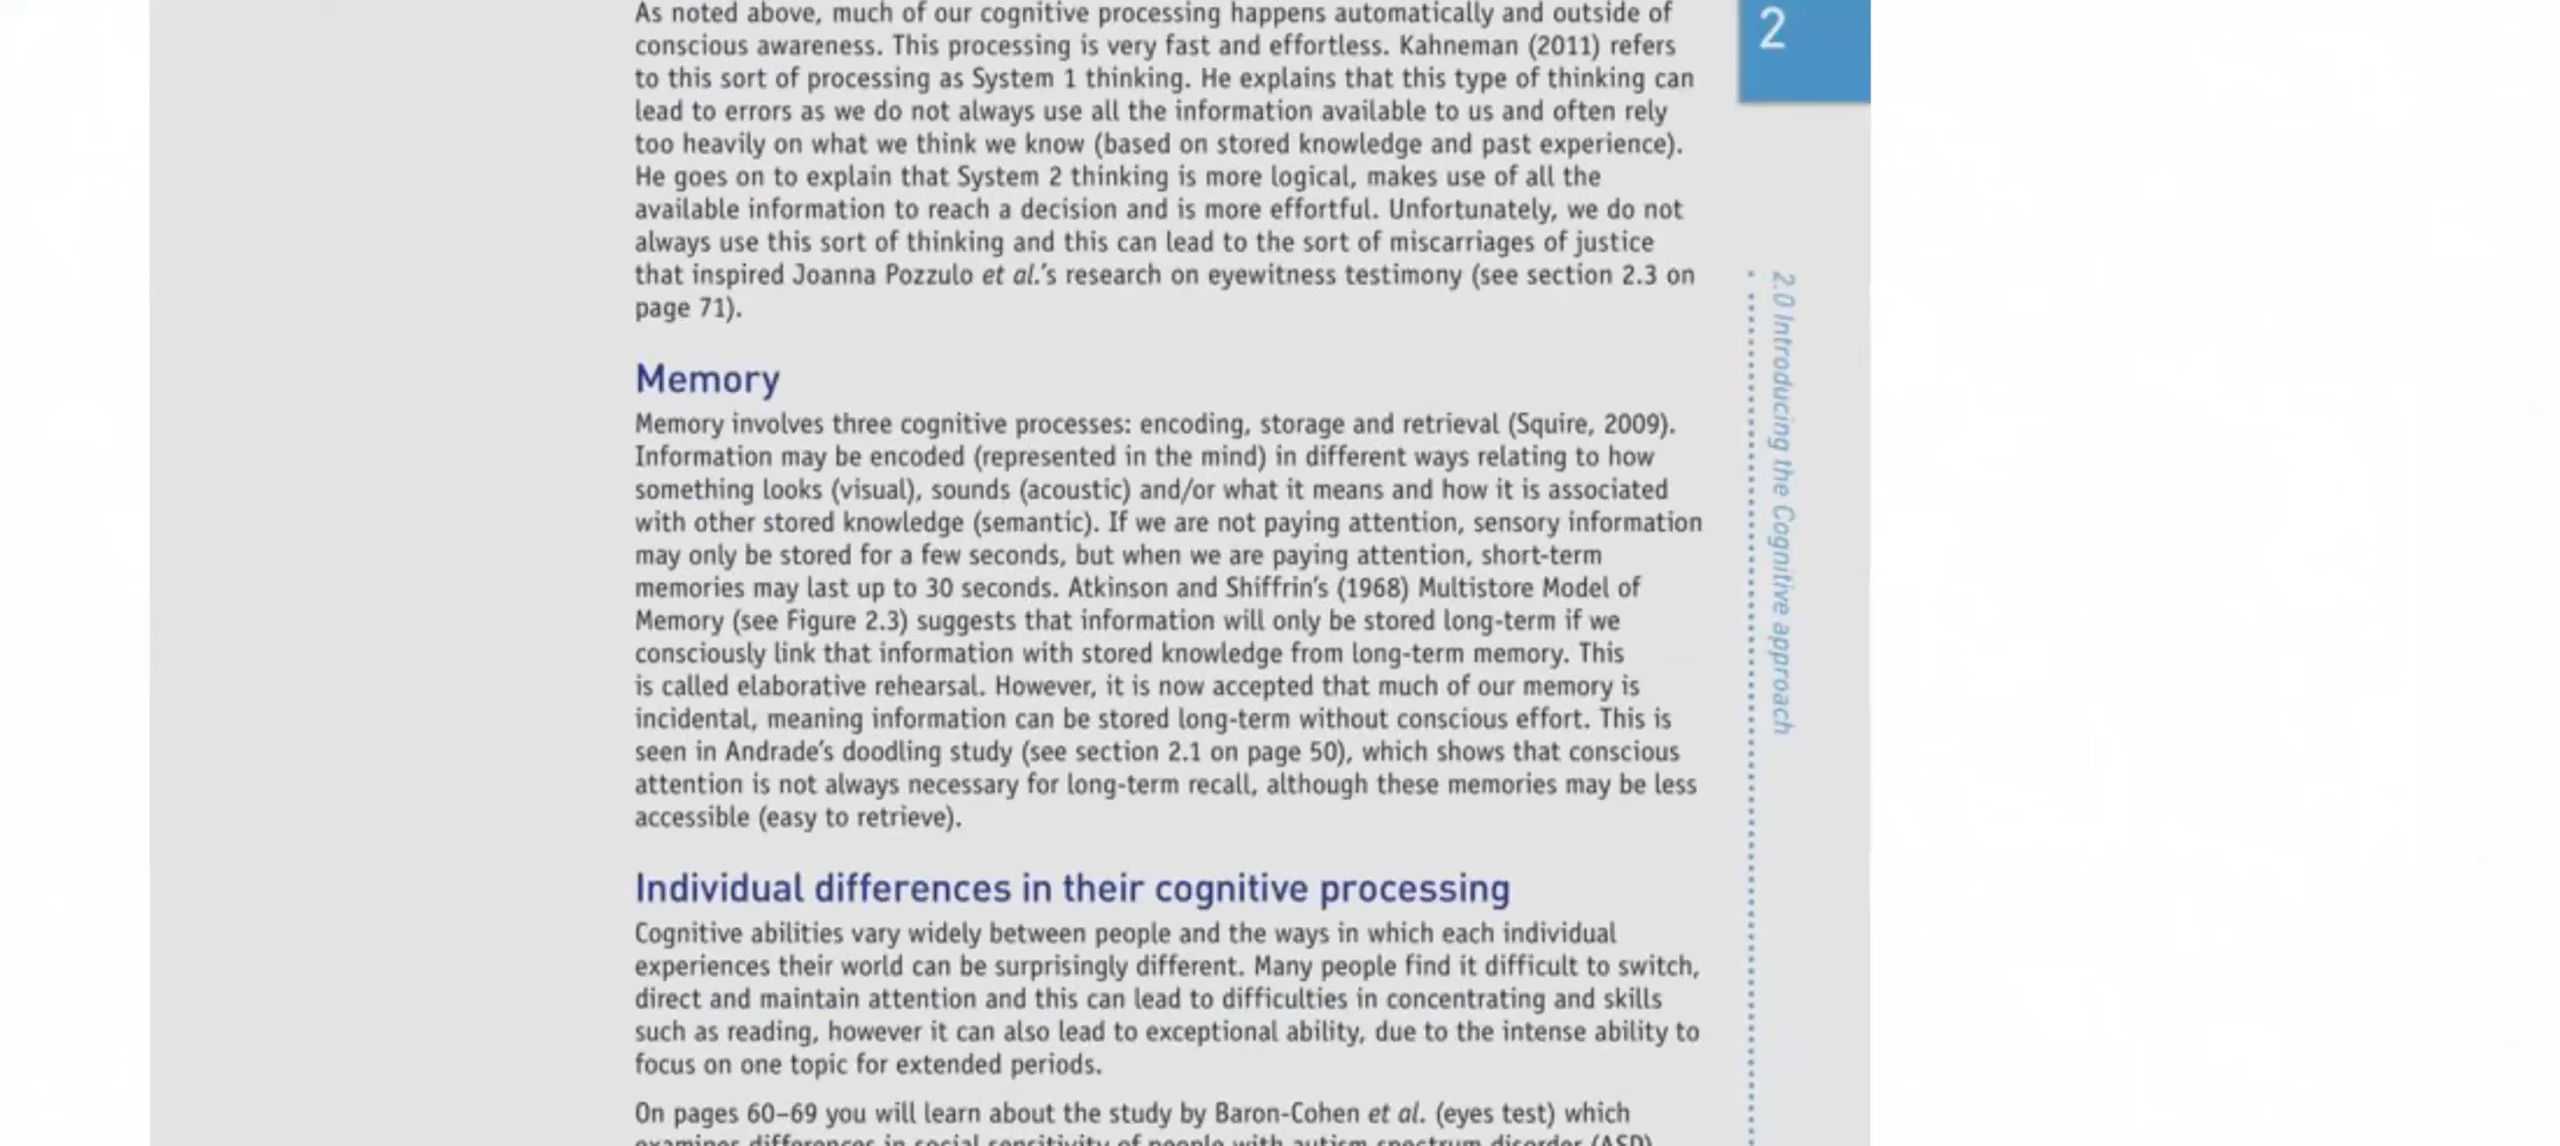 As noted above, much of our cognitive processing happens automatically and outside of
conscious awareness. This processing is very fast and effortless. Kahneman (2011) refers
to this sort of processing as System 1 thinking. He explains that this type of thinking can
lead to errors as we do not always use all the information available to us and often rely
too heavily on what we think we know (based on stored knowledge and past experience).
He goes on to explain that System 2 thinking is more logical, makes use of all the
available information to reach a decision and is more effortful. Unfortunately, we do not
always use this sort of thinking and this can lead to the sort of miscarriages of justice
that inspired Joanna Pozzulo et al.'s research on eyewitness testimony (see section 2.3 on
page 71).
Memory
Memory involves three cognitive processes: encoding, storage and retrieval (Squire, 2009).
Information may be encoded (represented in the mind) in different ways relating to how
something looks (visual), sounds (acoustic) and/or what it means and how it is associated
with other stored knowledge (semantic). If we are not paying attention, sensory information
may only be stored for a few seconds, but when we are paying attention, short-term
memories may last up to 30 seconds. Atkinson and Shiffrin's (1968) Multistore Model of
Memory (see Figure 2.3) suggests that information will only be stored long-term if we
consciously link that information with stored knowledge from long-term memory. This
is called elaborative rehearsal. However, it is now accepted that much of our memory is
incidental, meaning information can be stored long-term without conscious effort. This is
seen in Andrade's doodling study (see section 2.1 on page 50), which shows that conscious
attention is not always necessary for long-term recall, although these memories may be less
accessible (easy to retrieve).
Individual differences in their cognitive processing
Cognitive abilities vary widely between people and the ways in which each individual
experiences their world can be surprisingly different. Many people find it difficult to switch,
direct and maintain attention and this can lead to difficulties in concentrating and skills
such as reading, however it can also lead to exceptional ability, due to the intense ability to
focus on one topic for extended periods.
On pages 60–69 you will learn about the study by Baron-Cohen et al. (eyes test) which
examines differences in social sensitivity of people with autism spectrum disorder (ASD)
2
2.0 Introducing the Cognitive approach